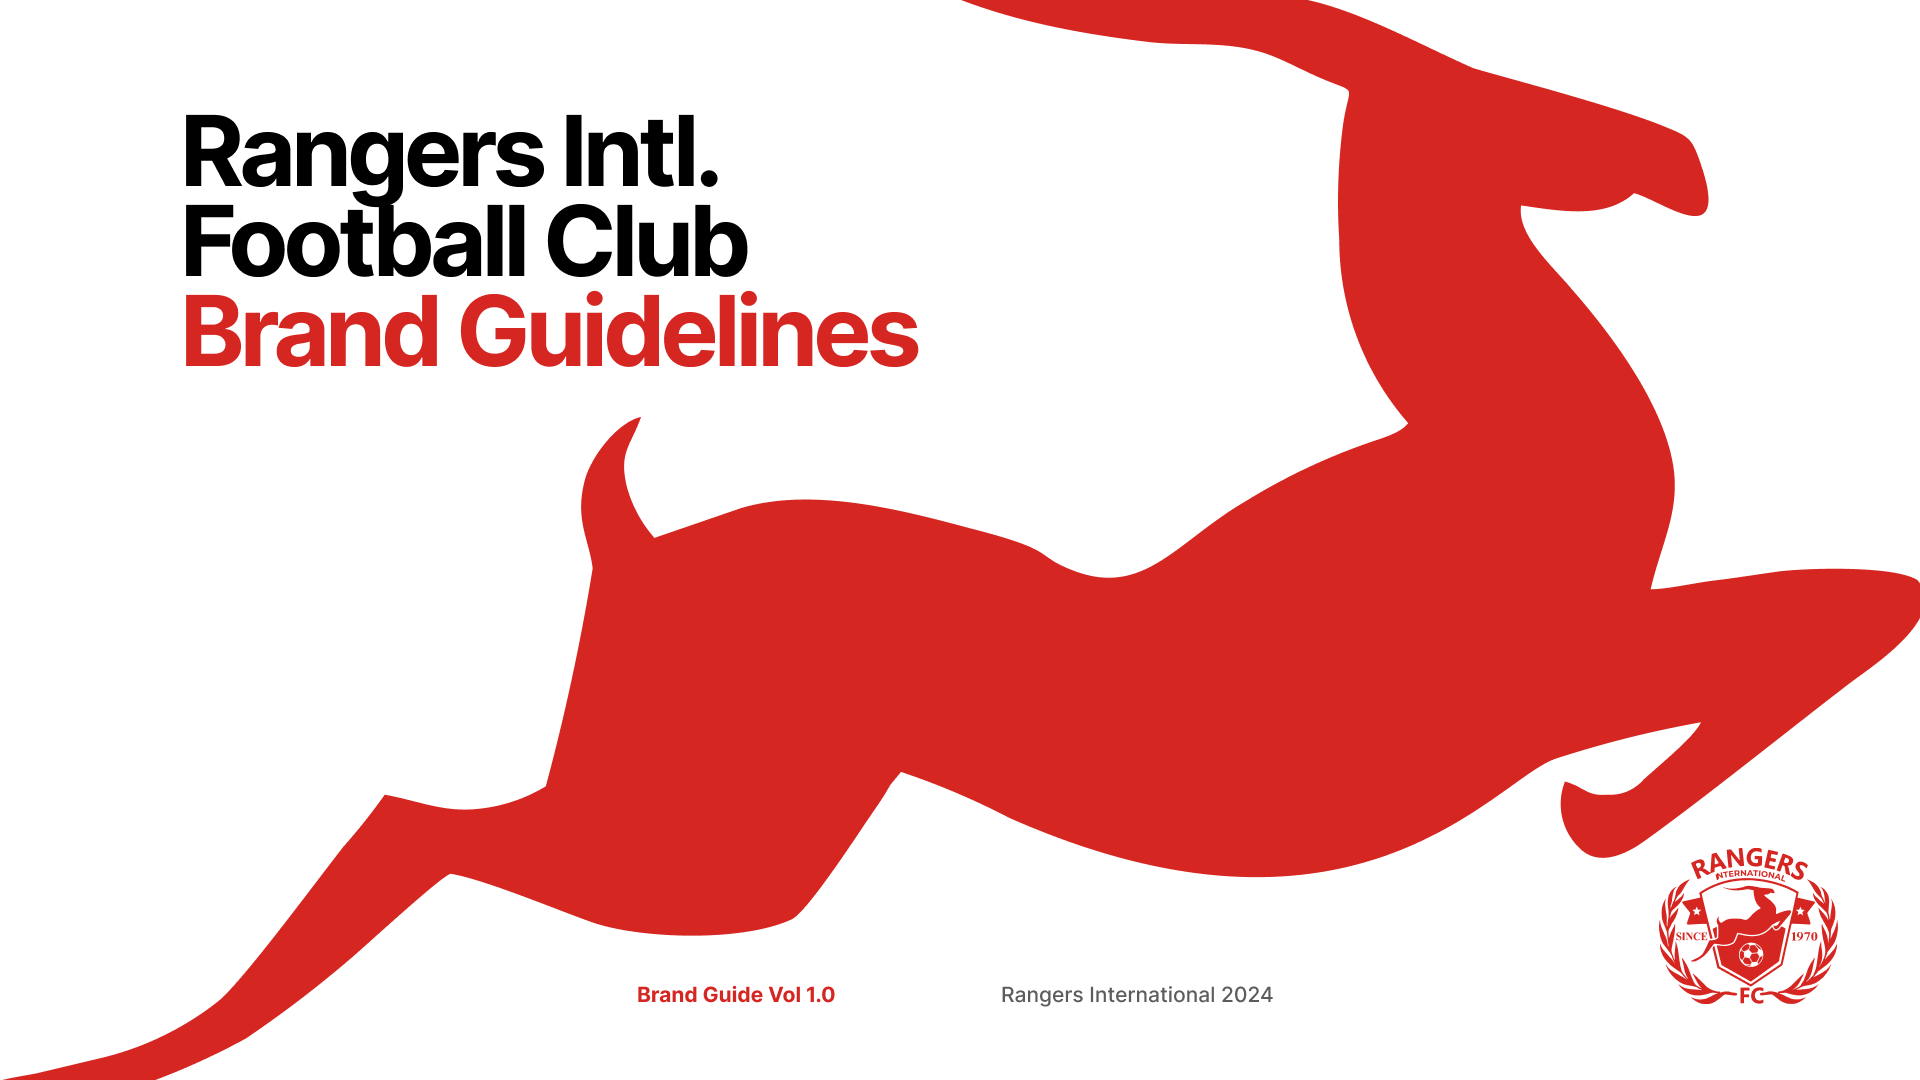 Rangers Intl.
Football Club
Brand Guidelines
Brand Guide Vol 1.0
Rangers International 2024
RANGERS
INTERNATIONAL
SINCE 1970
FC